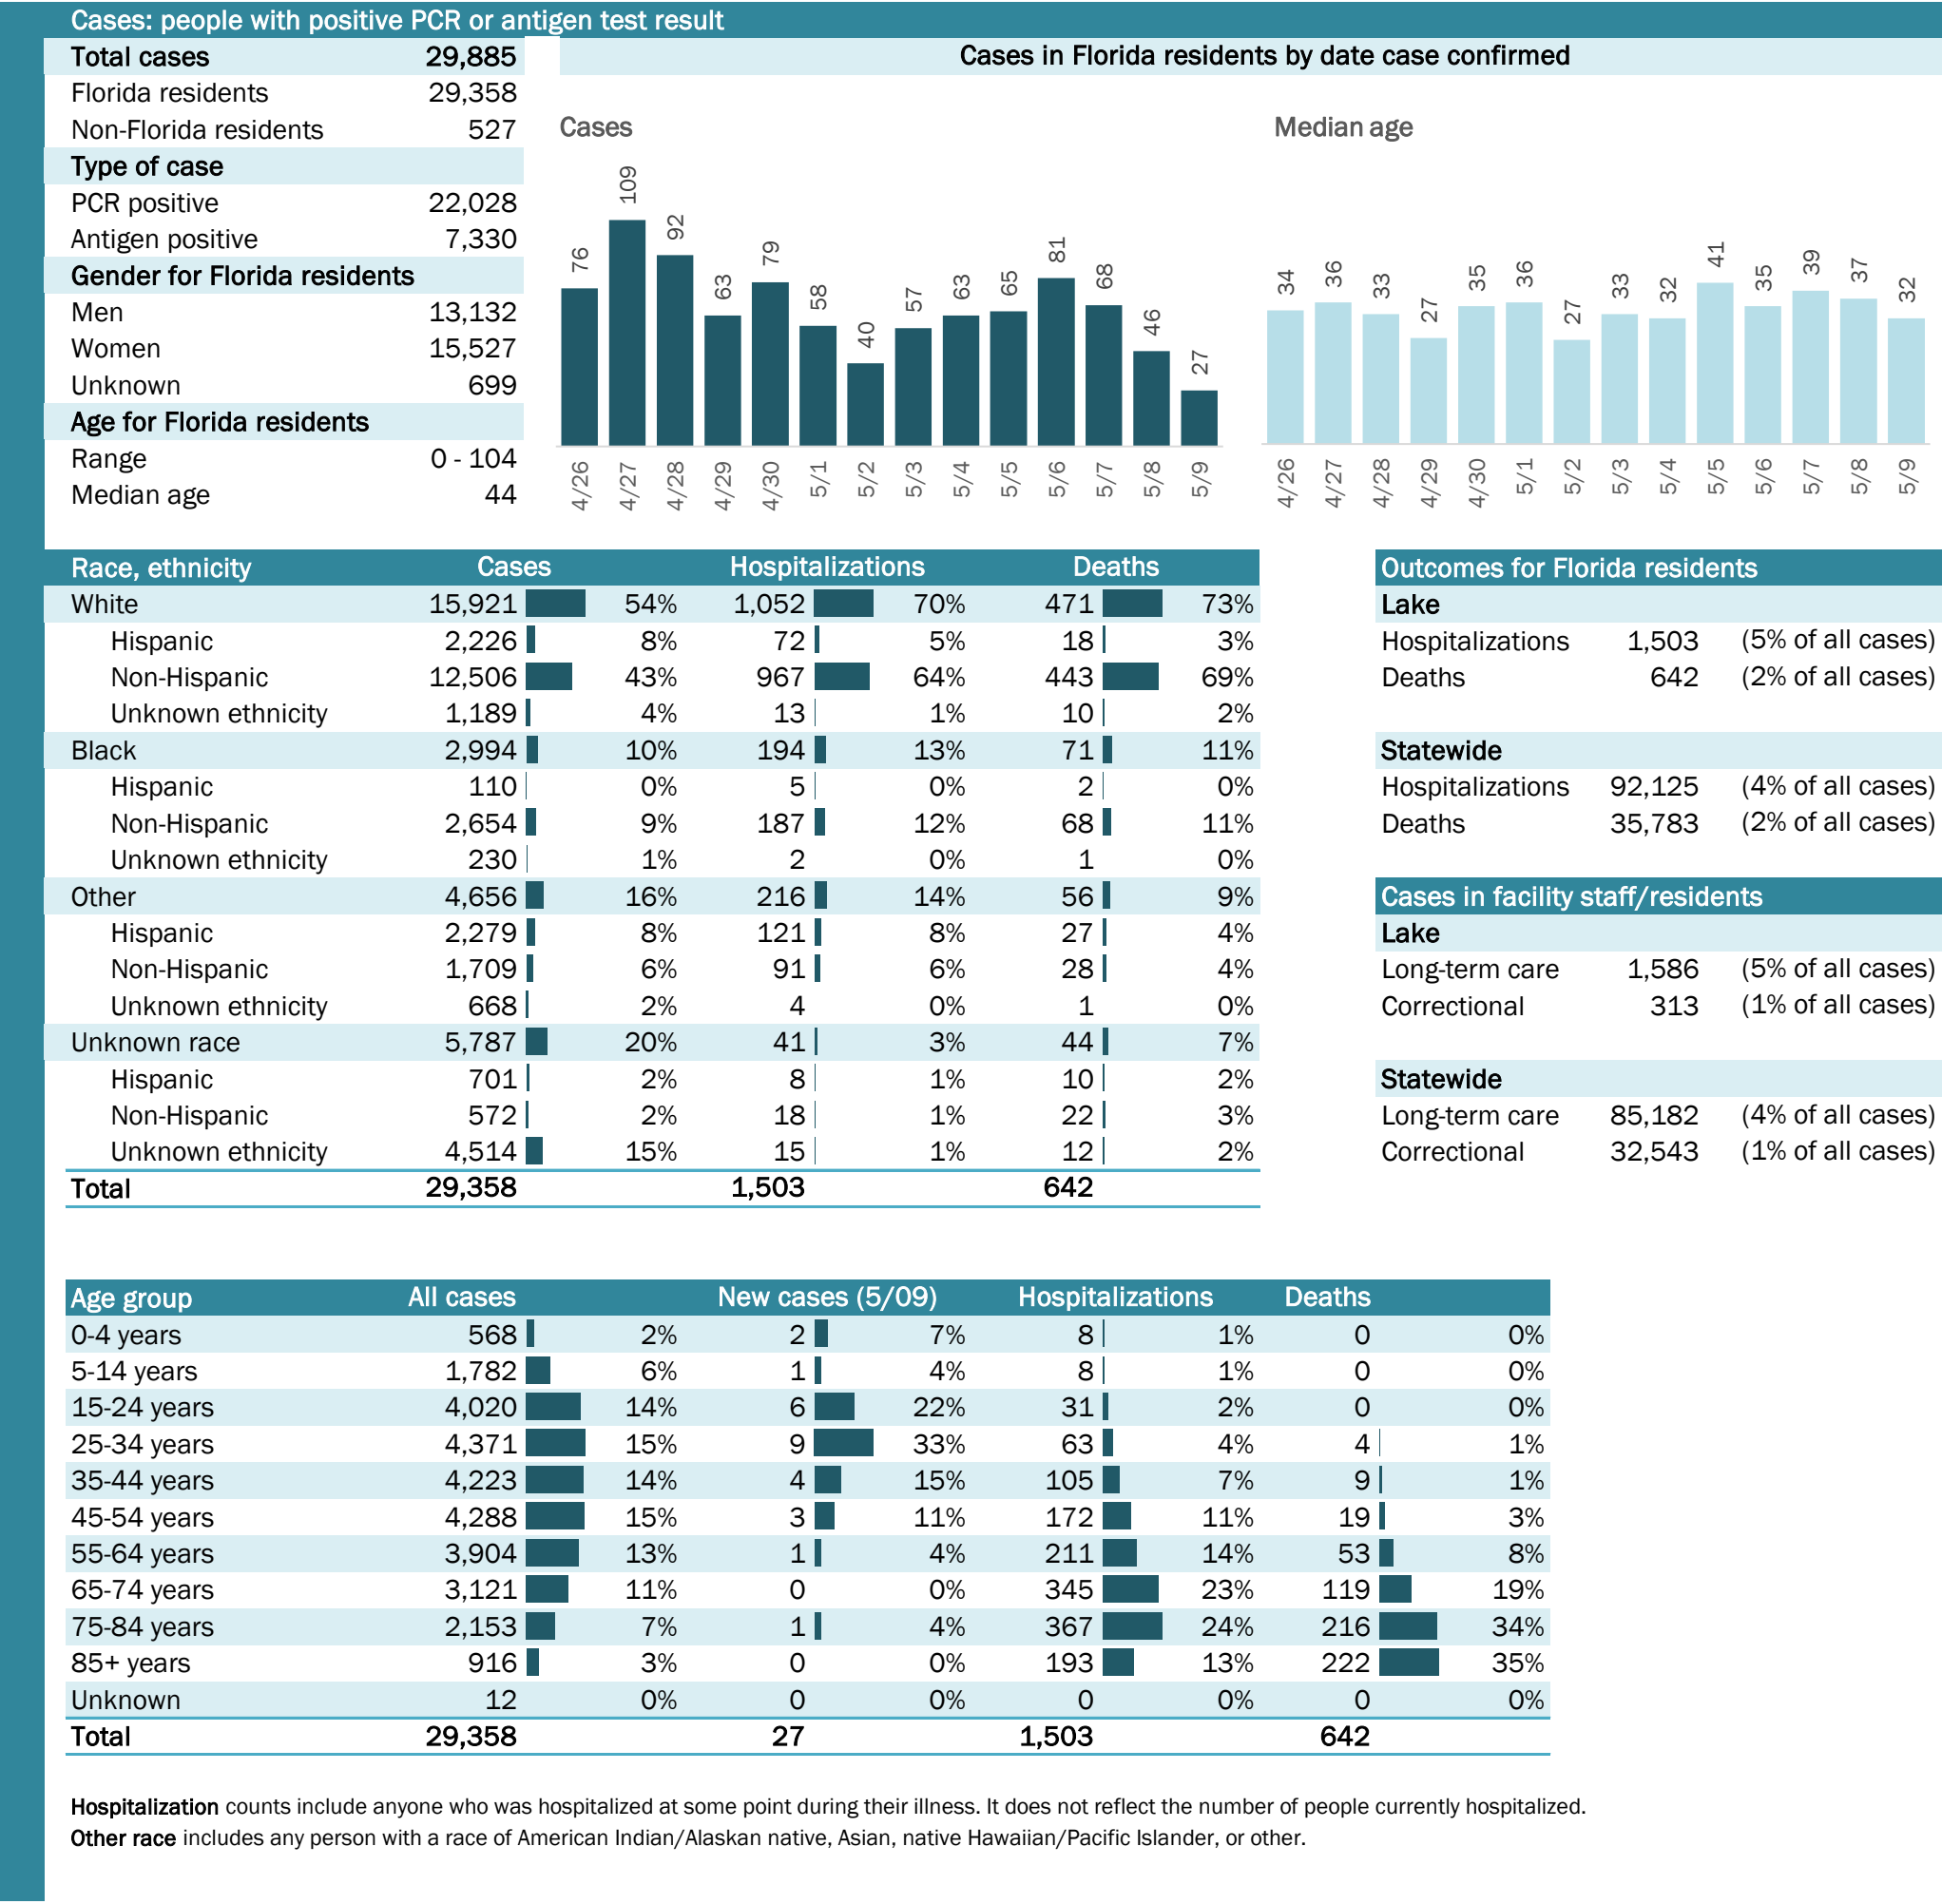 Cases: people with positive PCR or antigen test result
Total cases 29,885
Florida residents 29,358
Non-Florida residents 527
Type of case
PCR positive 22,028
Antigen positive 7,330
Gender for Florida residents
Men 13,132
Women 15,527
Unknown 699
Age for Florida residents
Range 0 - 104
Median age 44
Cases in Florida residents by date case confirmed
Cases
76 109 92 63 79 58 40 57 63 65 81 68 46 27
4/26 4/27 4/28 4/29 4/30 5/1 5/2 5/3 5/4 5/5 5/6 5/7 5/8 5/9
Median age
34 36 33 27 35 36 27 33 32 41 35 39 37 32
4/26 4/27 4/28 4/29 4/30 5/1 5/2 5/3 5/4 5/5 5/6 5/7 5/8 5/9
Race, ethnicity Cases Hospitalizations Deaths
White 15,921 54% 1,052 70% 471 73%
Hispanic 2,226 8% 72 5% 18 3%
Non-Hispanic 12,506 43% 967 64% 443 69%
Unknown ethnicity 1,189 4% 13 1% 10 2%
Black 2,994 10% 194 13% 71 11%
Hispanic 110 0% 5 0% 2 0%
Non-Hispanic 2,654 9% 187 12% 68 11%
Unknown ethnicity 230 1% 2 0% 1 0%
Other 4,656 16% 216 14% 56 9%
Hispanic 2,279 8% 121 8% 27 4%
Non-Hispanic 1,709 6% 91 6% 28 4%
Unknown ethnicity 668 2% 4 0% 1 0%
Unknown race 5,787 20% 41 3% 44 7%
Hispanic 701 2% 8 1% 10 2%
Non-Hispanic 572 2% 18 1% 22 3%
Unknown ethnicity 4,514 15% 15 1% 12 2%
Total 29,358 1,503 642
Outcomes for Florida residents
Lake
Hospitalizations 1,503 (5% of all cases)
Deaths 642 (2% of all cases)
Statewide
Hospitalizations 92,125 (4% of all cases)
Deaths 35,783 (2% of all cases)
Cases in facility staff/residents
Lake
Long-term care 1,586 (5% of all cases)
Correctional 313 (1% of all cases)
Statewide
Long-term care 85,182 (4% of all cases)
Correctional 32,543 (1% of all cases)
Age group All cases New cases (5/09) Hospitalizations Deaths
0-4 years 568 2% 2 7% 8 1% 0 0%
5-14 years 1,782 6% 1 4% 8 1% 0 0%
15-24 years 4,020 14% 6 22% 31 2% 0 0%
25-34 years 4,371 15% 9 33% 63 4% 4 1%
35-44 years 4,223 14% 4 15% 105 7% 9 1%
45-54 years 4,288 15% 3 11% 172 11% 19 3%
55-64 years 3,904 13% 1 4% 211 14% 53 8%
65-74 years 3,121 11% 0 0% 345 23% 119 19%
75-84 years 2,153 7% 1 4% 367 24% 216 34%
85+ years 916 3% 0 0% 193 13% 222 35%
Unknown 12 0% 0 0% 0 0% 0 0%
Total 29,358 27 1,503 642
Hospitalization counts include anyone who was hospitalized at some point during their illness. It does not reflect the number of people currently hospitalized.
Other race includes any person with a race of American Indian/Alaskan native, Asian, native Hawaiian/Pacific Islander, or other.